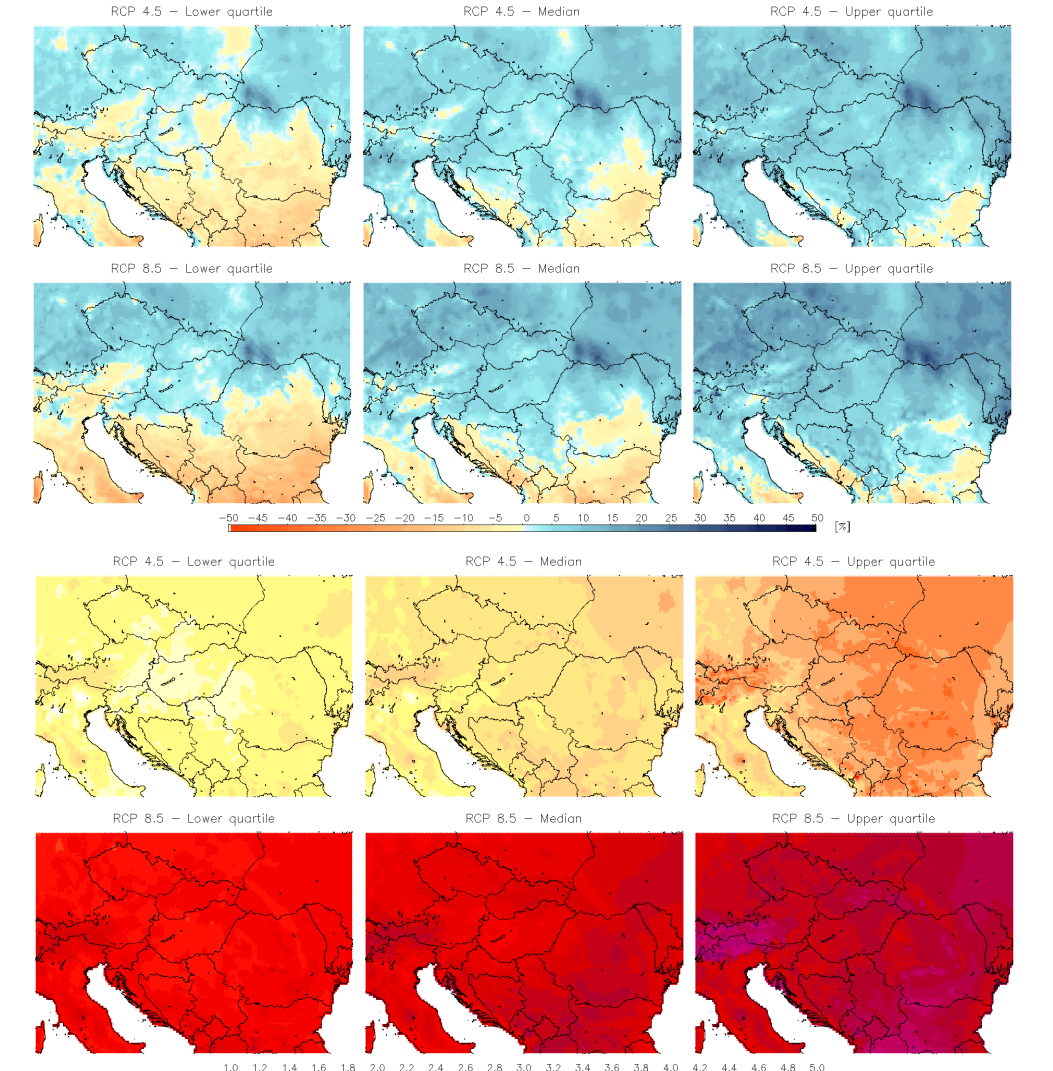 RCP 4.5 – Lower quartile RCP 4.5 – Median RCP 4.5 – Upper quartile
RCP 8.5 – Lower quartile RCP 8.5 – Median RCP 8.5 – Upper quartile
−50 −45 −40 −35 −30 −25 −20 −15 −10 −5 0 5 10 15 20 25 30 35 40 45 50 [%]
RCP 4.5 – Lower quartile RCP 4.5 – Median RCP 4.5 – Upper quartile
RCP 8.5 – Lower quartile RCP 8.5 – Median RCP 8.5 – Upper quartile
1.0 1.2 1.4 1.6 1.8 2.0 2.2 2.4 2.6 2.8 3.0 3.2 3.4 3.6 3.8 4.0 4.2 4.4 4.6 4.8 5.0